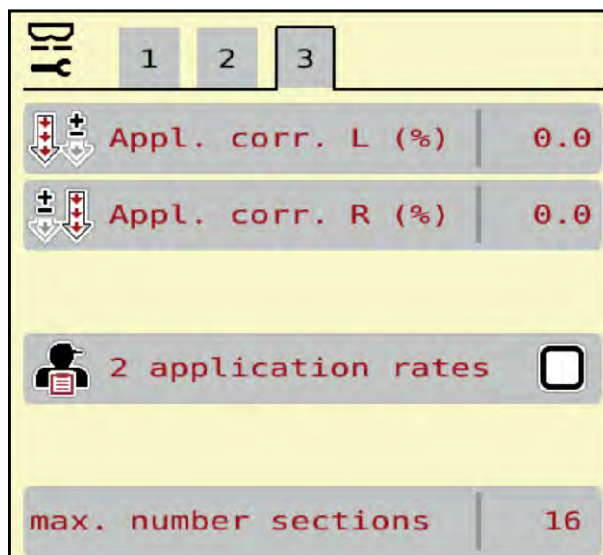 1 2 3
Appl. corr. L (%) 0.0
Appl. corr. R (%) 0.0
2 application rates
max. number sections 16